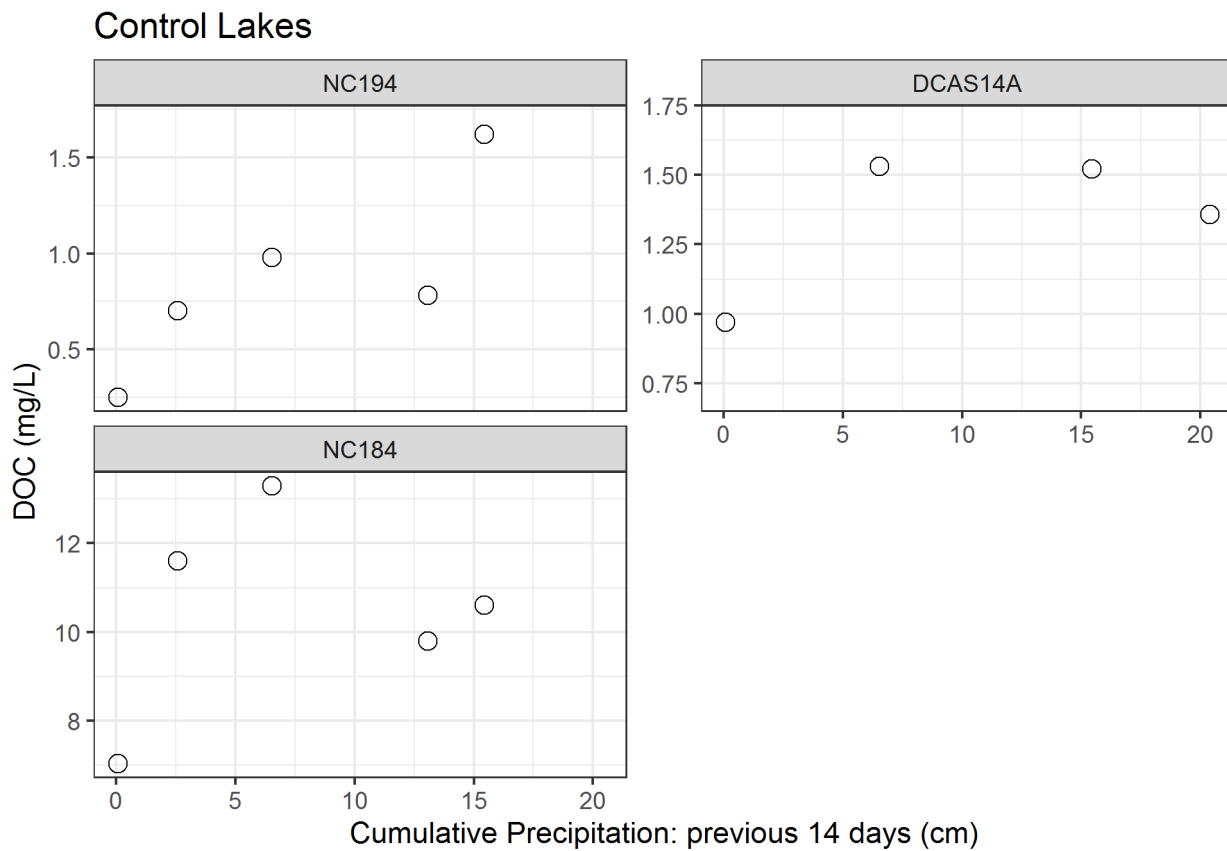 Control Lakes
NC194
DCAS14A
1.5
1.0
0.5
1.75
1.50
1.25
1.00
0.75
0 5 10 15 20
NC184
12
10
8
0 5 10 15 20
DOC (mg/L)
Cumulative Precipitation: previous 14 days (cm)